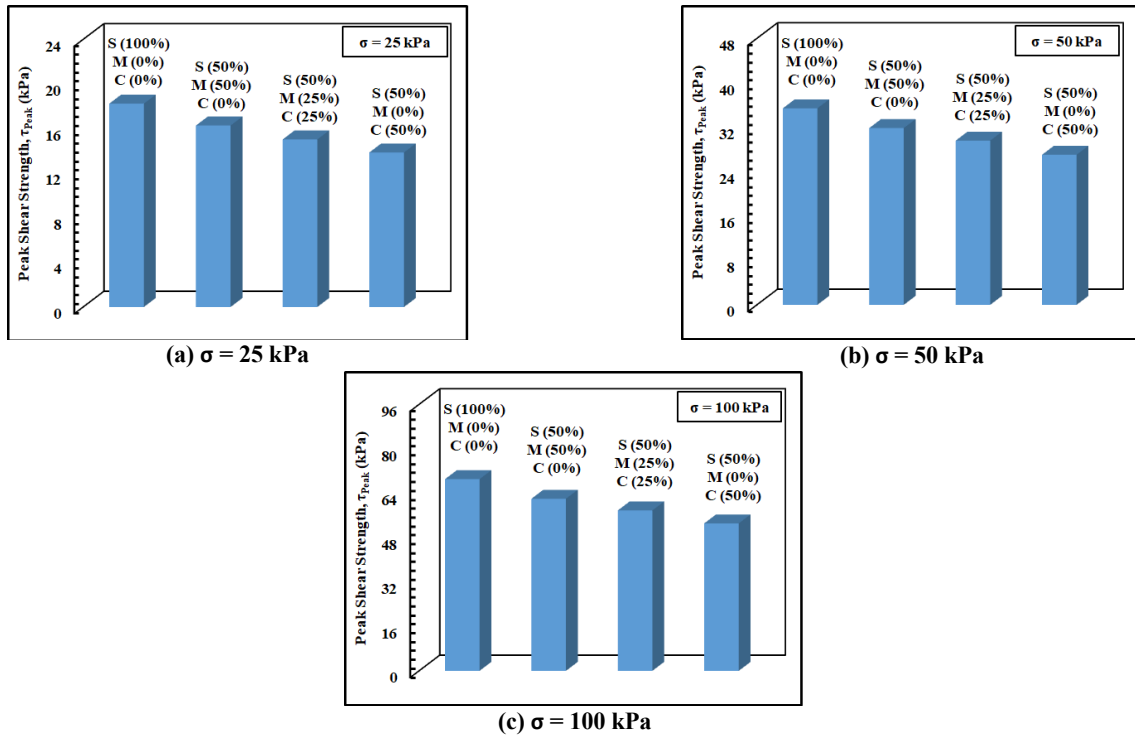 Peak Shear Strength, τPeak (kPa)
24
20
16
12
8
4
0
σ = 25 kPa
S (100%)
M (0%)
C (0%)
S (50%)
M (50%)
C (0%)
S (50%)
M (25%)
C (25%)
S (50%)
M (0%)
C (50%)
(a) σ = 25 kPa
Peak Shear Strength, τPeak (kPa)
48
40
32
24
16
8
0
σ = 50 kPa
S (100%)
M (0%)
C (0%)
S (50%)
M (50%)
C (0%)
S (50%)
M (25%)
C (25%)
S (50%)
M (0%)
C (50%)
(b) σ = 50 kPa
Peak Shear Strength, τPeak (kPa)
96
80
64
48
32
16
0
σ = 100 kPa
S (100%)
M (0%)
C (0%)
S (50%)
M (50%)
C (0%)
S (50%)
M (25%)
C (25%)
S (50%)
M (0%)
C (50%)
(c) σ = 100 kPa